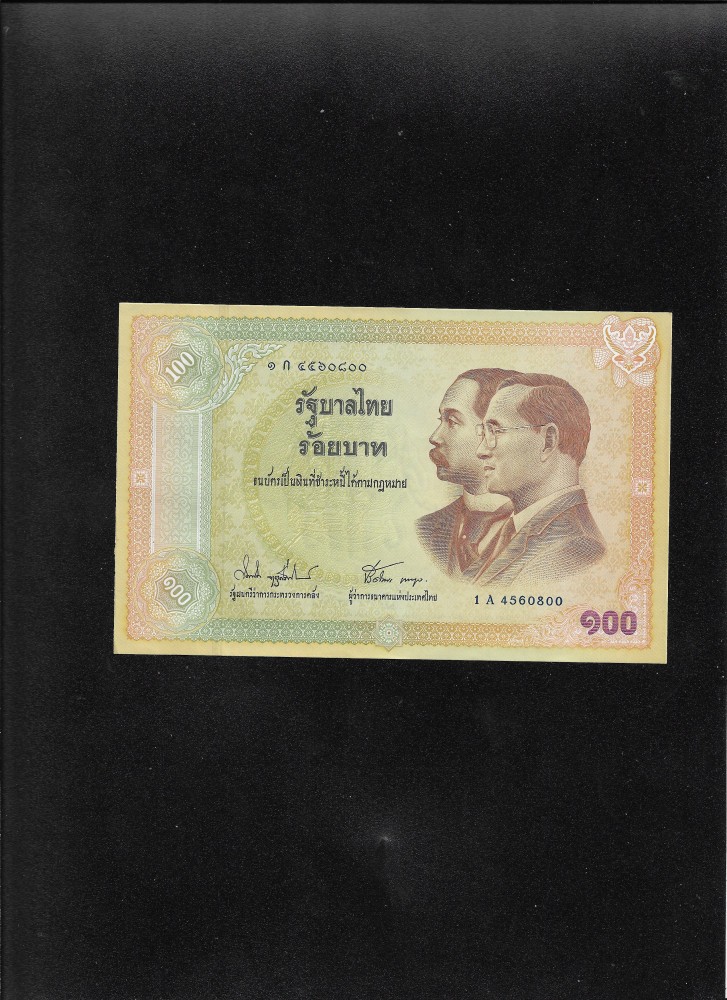 100
๑ ก ๔๕๖๐๘๐๐
รัฐบาลไทย
ร้อยบาท
ธนบัตรเป็นเงินที่ชำระหนี้ได้ตามกฎหมาย
๑๐๐
รัฐมนตรีว่าการกระทรวงการคลัง
ผู้ว่าการธนาคารแห่งประเทศไทย
1 A 4560800
๑๐๐